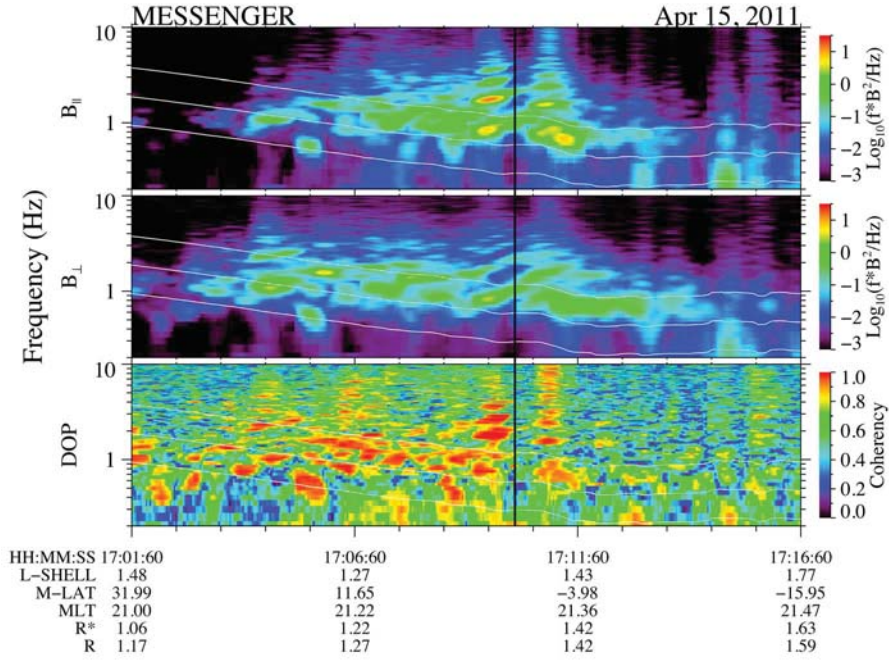 MESSENGER Apr 15, 2011
10
1
B∥
1
0
-1
-2
-3
Log10(f*B²/Hz)
10
1
B⊥
1
0
-1
-2
-3
Log10(f*B²/Hz)
Frequency (Hz)
10
1
DOP
1.0
0.8
0.6
0.4
0.2
0.0
Coherency
HH:MM:SS 17:01:60 17:06:60 17:11:60 17:16:60
L-SHELL 1.48 1.27 1.43 1.77
M-LAT 31.99 11.65 -3.98 -15.95
MLT 21.00 21.22 21.36 21.47
R* 1.06 1.22 1.42 1.63
R 1.17 1.27 1.42 1.59